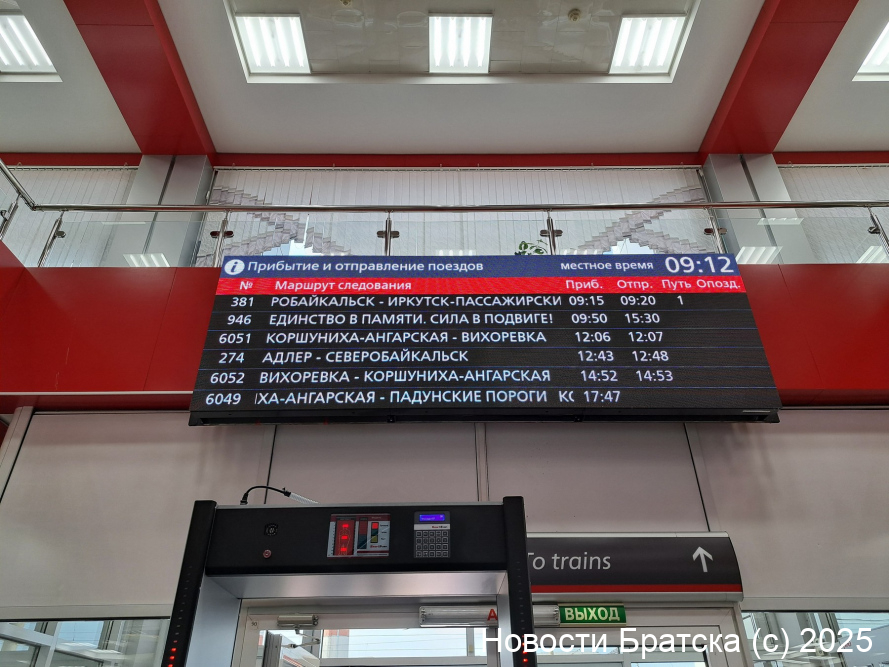 Прибытие и отправление поездов местное время 09:12
№ Маршрут следования Приб. Отпр. Путь Опозд.
381 РОБАЙКАЛЬСК - ИРКУТСК-ПАССАЖИРСКИ 09:15 09:20 1
946 ЕДИНСТВО В ПАМЯТИ. СИЛА В ПОДВИГЕ! 09:50 15:30
6051 КОРШУНИХА-АНГАРСКАЯ - ВИХОРЕВКА 12:06 12:07
274 АДЛЕР - СЕВЕРОБАЙКАЛЬСК 12:43 12:48
6052 ВИХОРЕВКА - КОРШУНИХА-АНГАРСКАЯ 14:52 14:53
6049 ХА-АНГАРСКАЯ - ПАДУНСКИЕ ПОРОГИ КО 17:47
To trains
ВЫХОД
А
Новости Братска (с) 2025